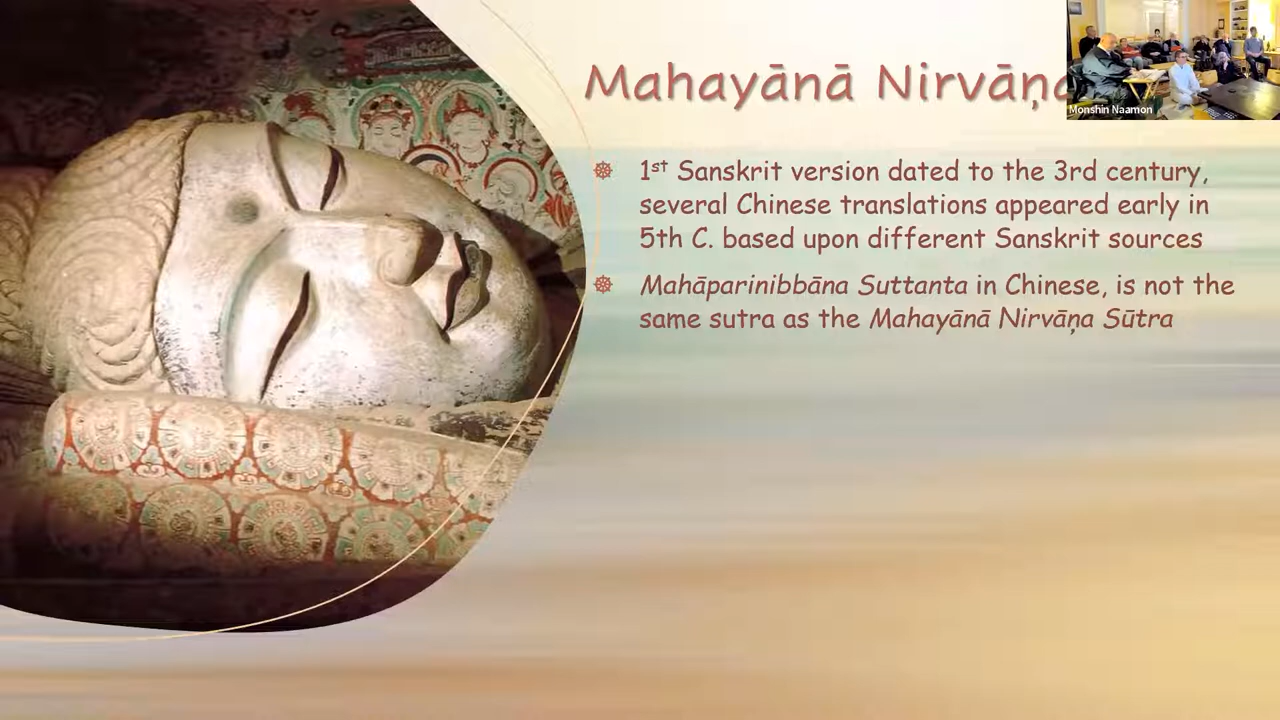 Mahayānā Nirvāṇa
Monshin Naamon
1st Sanskrit version dated to the 3rd century,
several Chinese translations appeared early in
5th C. based upon different Sanskrit sources
Mahāparinibbāna Suttanta in Chinese, is not the
same sutra as the Mahayānā Nirvāṇa Sūtra